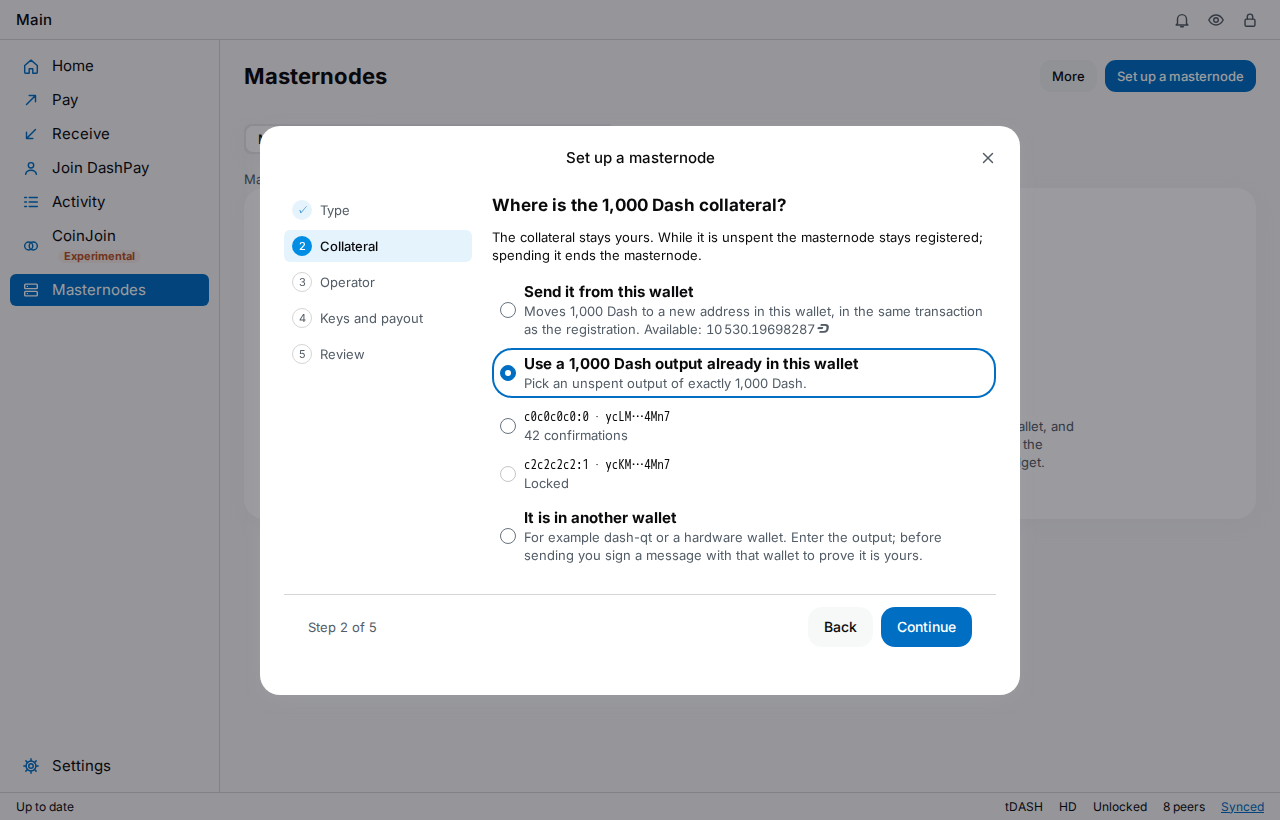 Main
Home
Pay
Receive
Join DashPay
Activity
CoinJoin
Experimental
Masternodes
Settings
Masternodes
More
Set up a masternode
Set up a masternode
✓ Type
2 Collateral
3 Operator
4 Keys and payout
5 Review
Where is the 1,000 Dash collateral?
The collateral stays yours. While it is unspent the masternode stays registered;
spending it ends the masternode.
Send it from this wallet
Moves 1,000 Dash to a new address in this wallet, in the same transaction
as the registration. Available: 10 530.19698287
Use a 1,000 Dash output already in this wallet
Pick an unspent output of exactly 1,000 Dash.
c0c0c0c0:0 · ycLM···4Mn7
42 confirmations
c2c2c2c2:1 · ycKM···4Mn7
Locked
It is in another wallet
For example dash-qt or a hardware wallet. Enter the output; before
sending you sign a message with that wallet to prove it is yours.
and
the
Step 2 of 5
Back
Continue
Up to date
tDASH
HD
Unlocked
8 peers
Synced